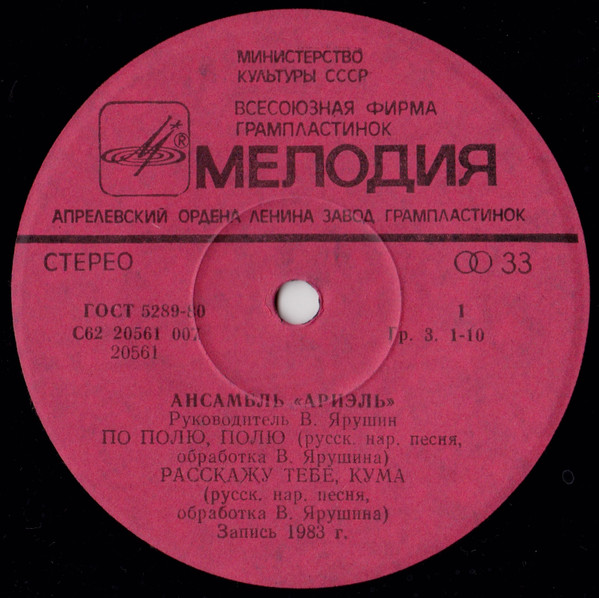 МИНИСТЕРСТВО
КУЛЬТУРЫ СССР
ВСЕСОЮЗНАЯ ФИРМА
ГРАМПЛАСТИНОК
®
МЕЛОДИЯ
АПРЕЛЕВСКИЙ ОРДЕНА ЛЕНИНА ЗАВОД ГРАМПЛАСТИНОК
СТЕРЕО 33
ГОСТ 5289-80 1
С62 20561 007 Гр. 3. 1-10
20561
АНСАМБЛЬ «АРИЭЛЬ»
Руководитель В. Ярушин
ПО ПОЛЮ, ПОЛЮ (русск. нар. песня,
обработка В. Ярушина)
РАССКАЖУ ТЕБЕ, КУМА
(русск. нар. песня,
обработка В. Ярушина)
Запись 1983 г.